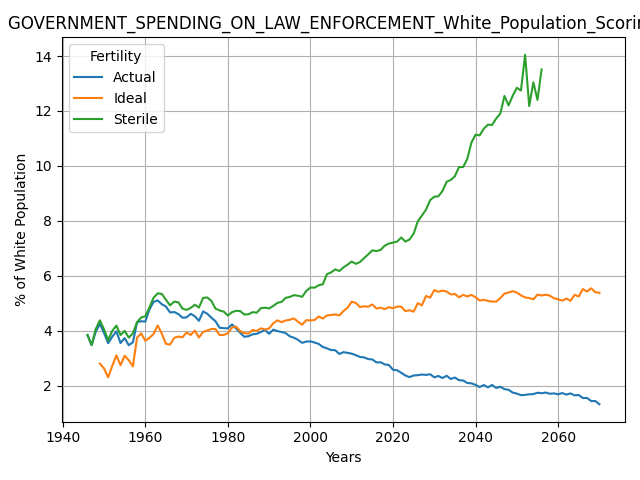 GOVERNMENT_SPENDING_ON_LAW_ENFORCEMENT_White_Population_Scorin
Fertility
Actual
Ideal
Sterile
14
12
10
8
6
4
2
% of White Population
1940 1960 1980 2000 2020 2040 2060
Years